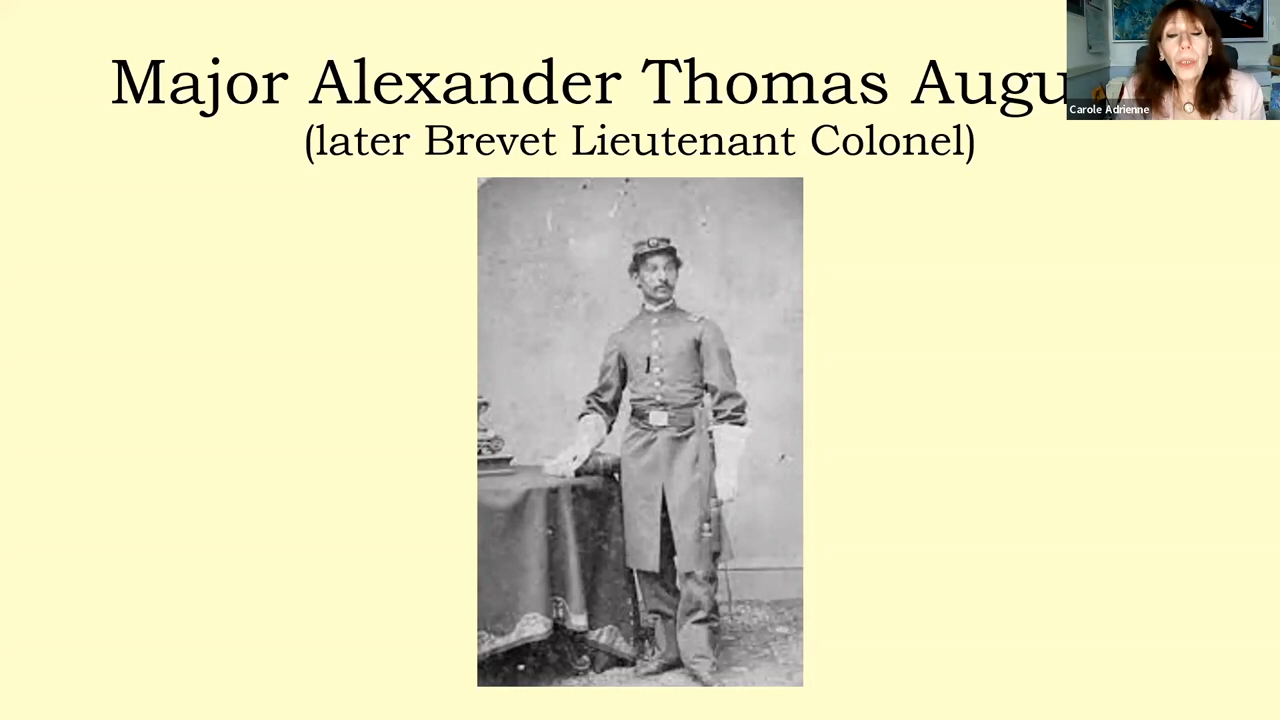 Major Alexander Thomas Augu
(later Brevet Lieutenant Colonel)
Carole Adrienne